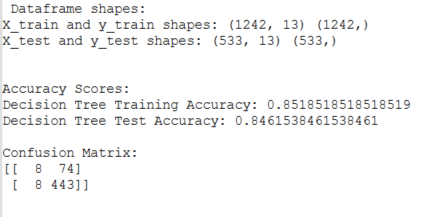 Dataframe shapes:
X_train and y_train shapes: (1242, 13) (1242,)
X_test and y_test shapes: (533, 13) (533,)
Accuracy Scores:
Decision Tree Training Accuracy: 0.8518518518518519
Decision Tree Test Accuracy: 0.8461538461538461
Confusion Matrix:
[[  8  74]
 [  8 443]]